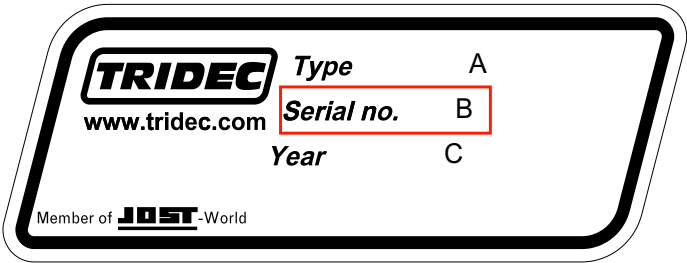 TRIDEC
www.tridec.com
Type A
Serial no. B
Year C
Member of JOST-World